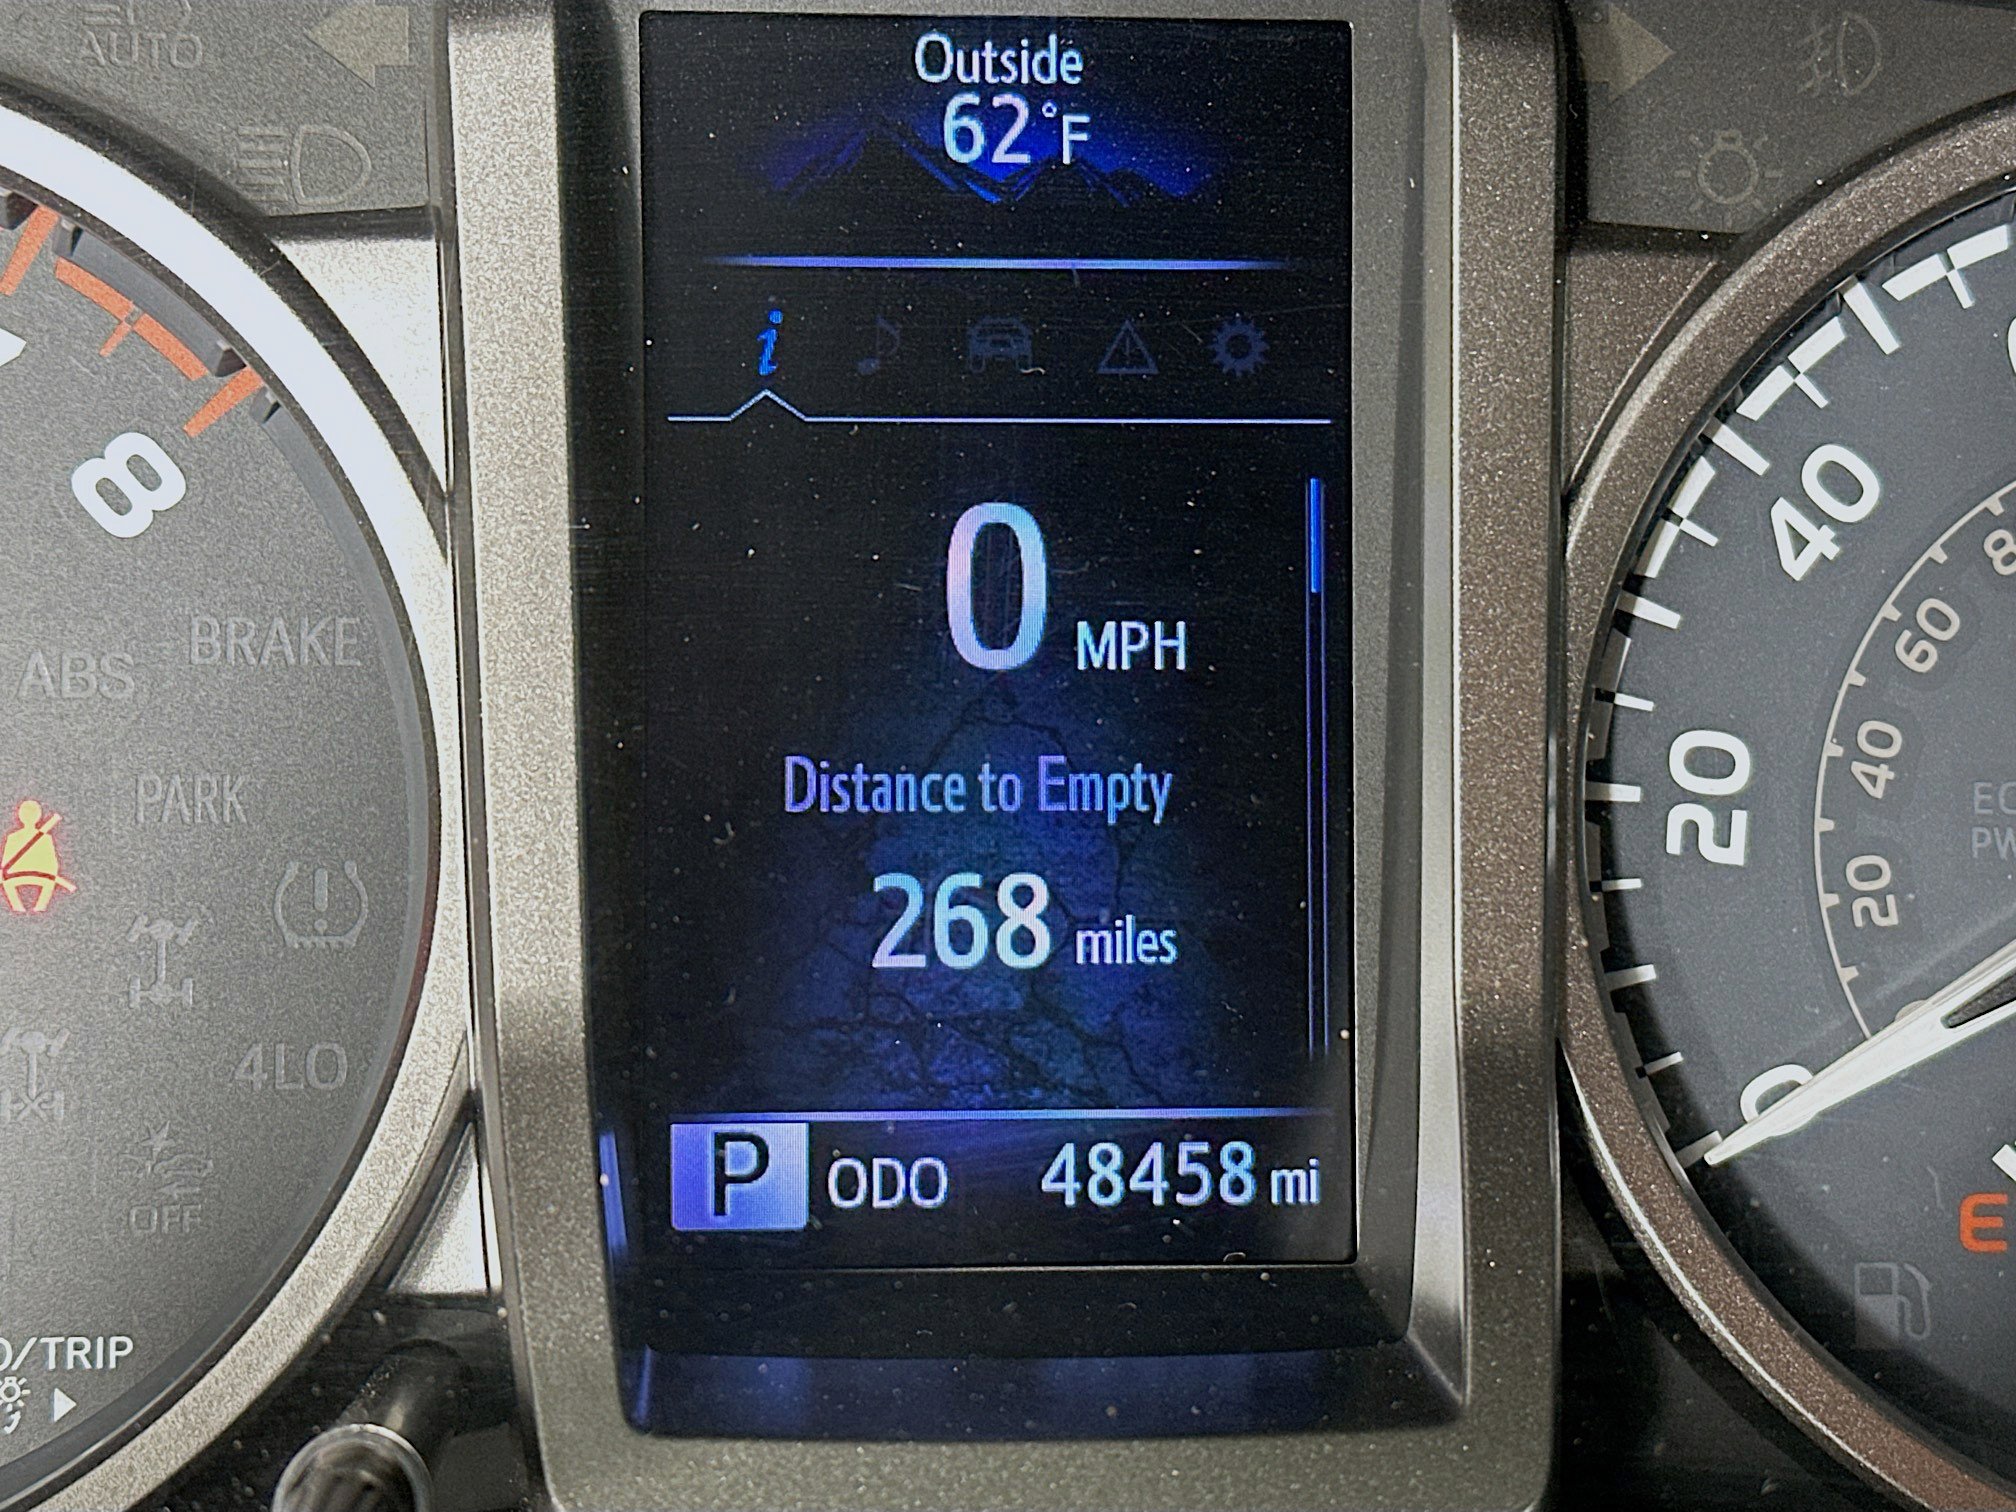 AUTO
Outside
62°F
8
40
0 MPH
BRAKE
ABS
60
20
40
Distance to Empty
PARK
20
268 miles
4LO
0
P ODO 48458 mi
OFF
E
/TRIP